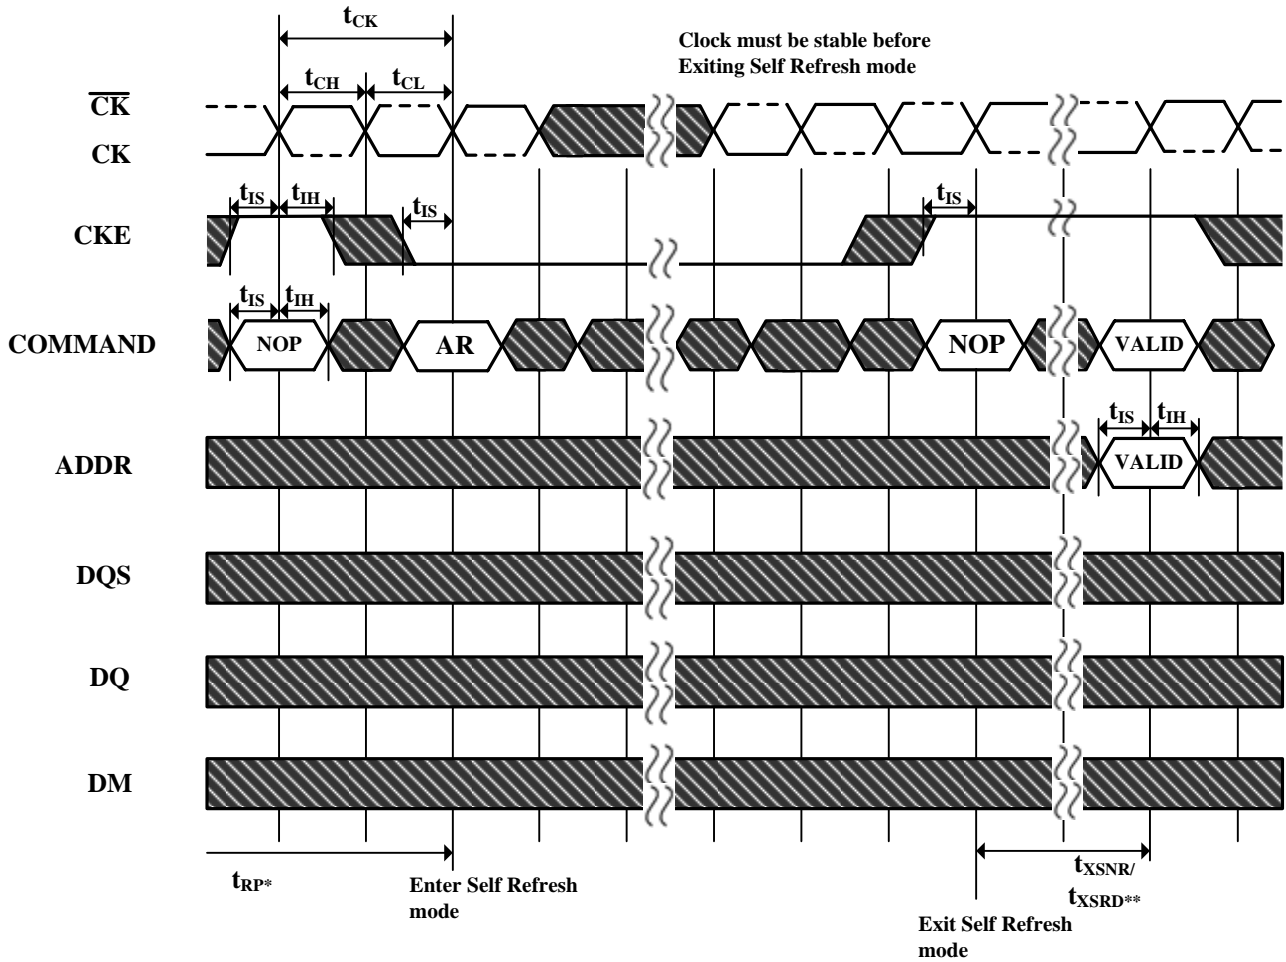 tCK
Clock must be stable before
Exiting Self Refresh mode
tCH
tCL
CK
CK
tIS
tIH
tIS
tIS
CKE
tIS
tIH
COMMAND
NOP
AR
NOP
VALID
tIS
tIH
ADDR
VALID
DQS
DQ
DM
tRP*
Enter Self Refresh
mode
tXSNR/
tXSRD**
Exit Self Refresh
mode